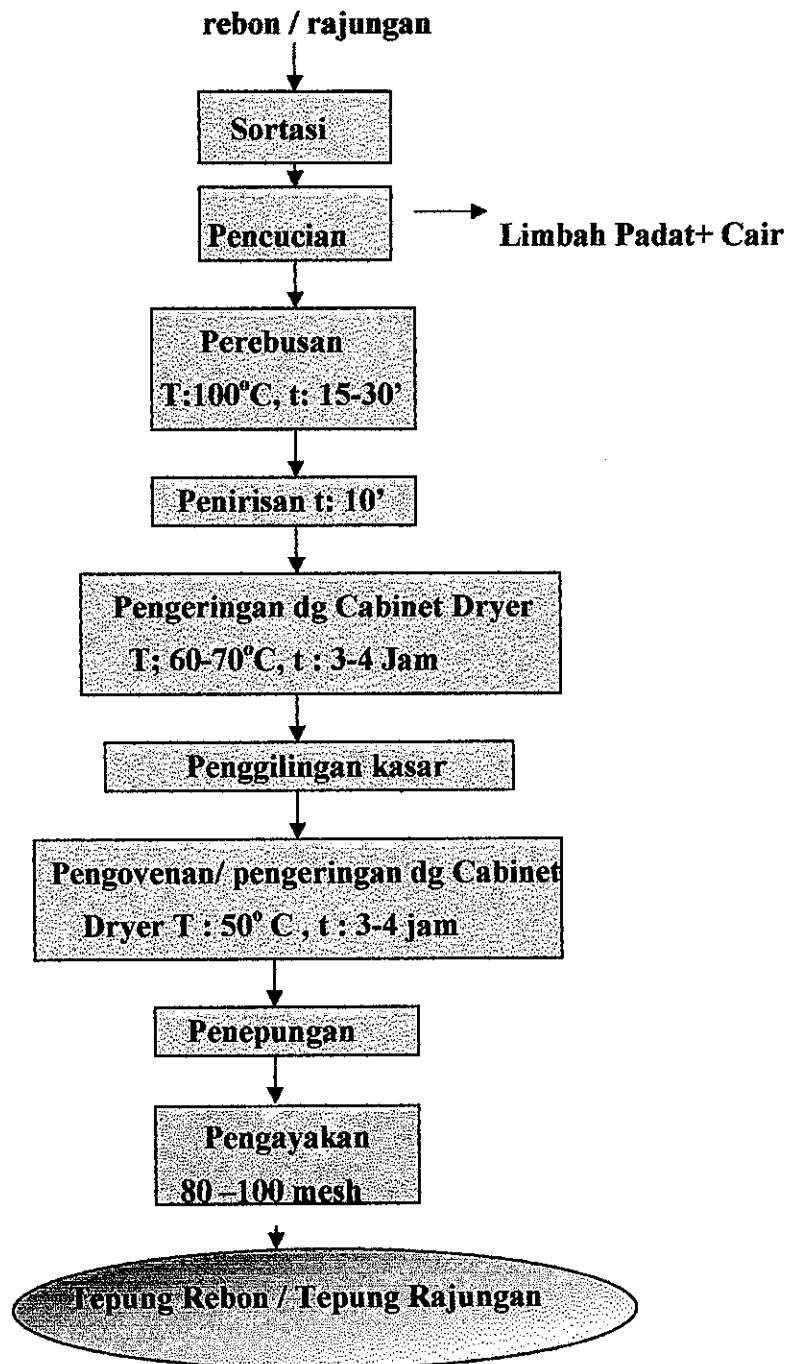 rebon / rajungan
Sortasi
Pencucian
Limbah Padat+ Cair
Perebusan
T:100°C, t: 15-30’
Penirisan t: 10’
Pengeringan dg Cabinet Dryer
T; 60-70°C, t : 3-4 Jam
Penggilingan kasar
Pengovenan/ pengeringan dg Cabinet
Dryer T : 50° C , t : 3-4 jam
Penepungan
Pengayakan
80 –100 mesh
Tepung Rebon / Tepung Rajungan